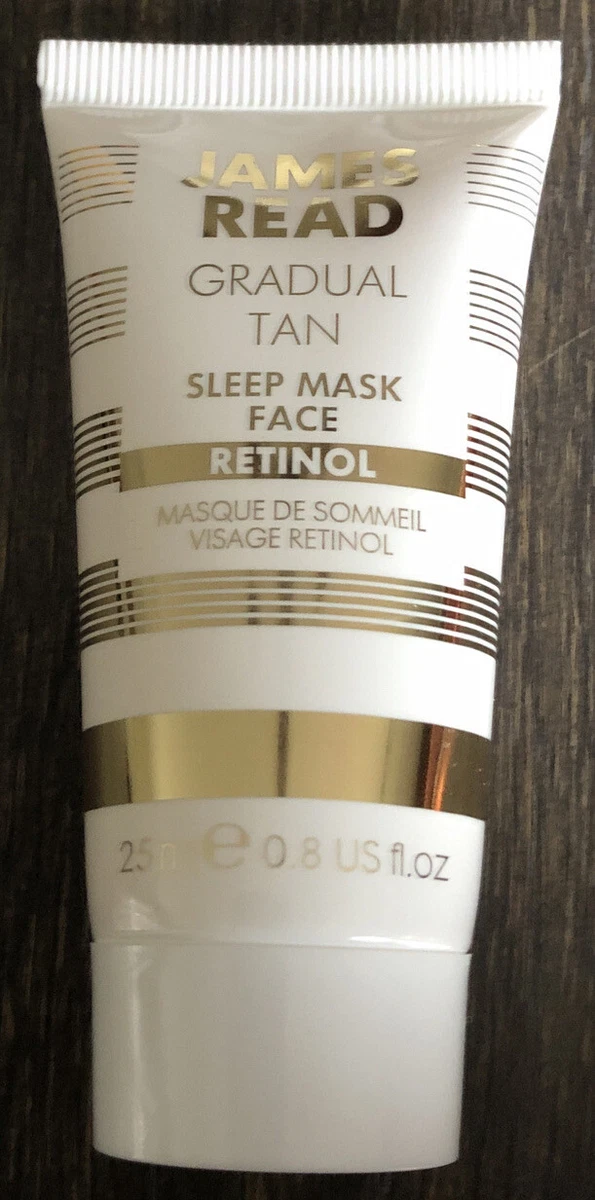 JAMES
READ
GRADUAL
TAN
SLEEP MASK
FACE
RETINOL
MASQUE DE SOMMEIL
VISAGE RETINOL
25 ml e 0.8 US fl.oz